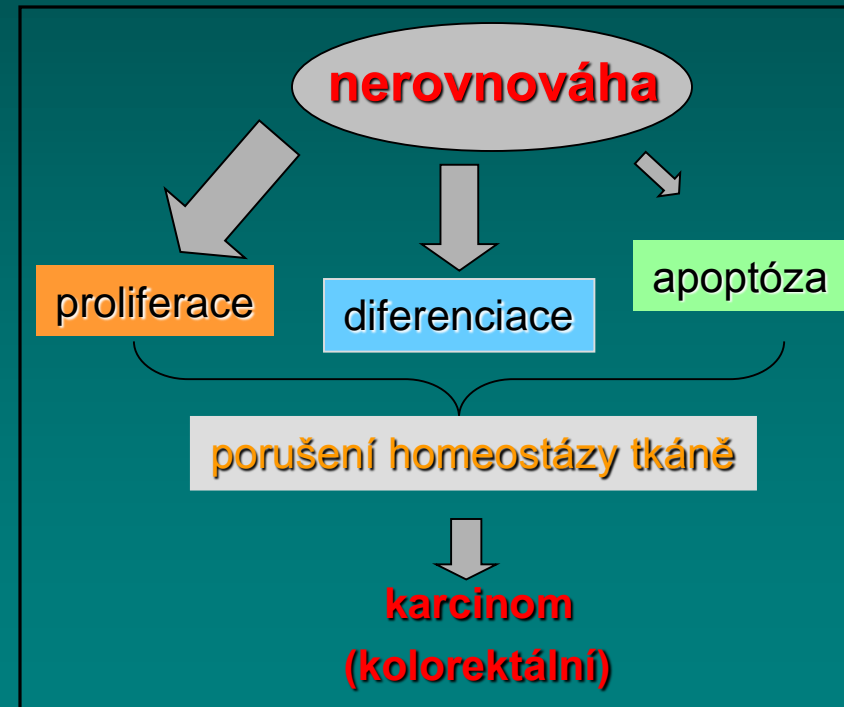 nerovnováha
proliferace
diferenciace
apoptóza
porušení homeostázy tkáně
karcinom
(kolorektální)